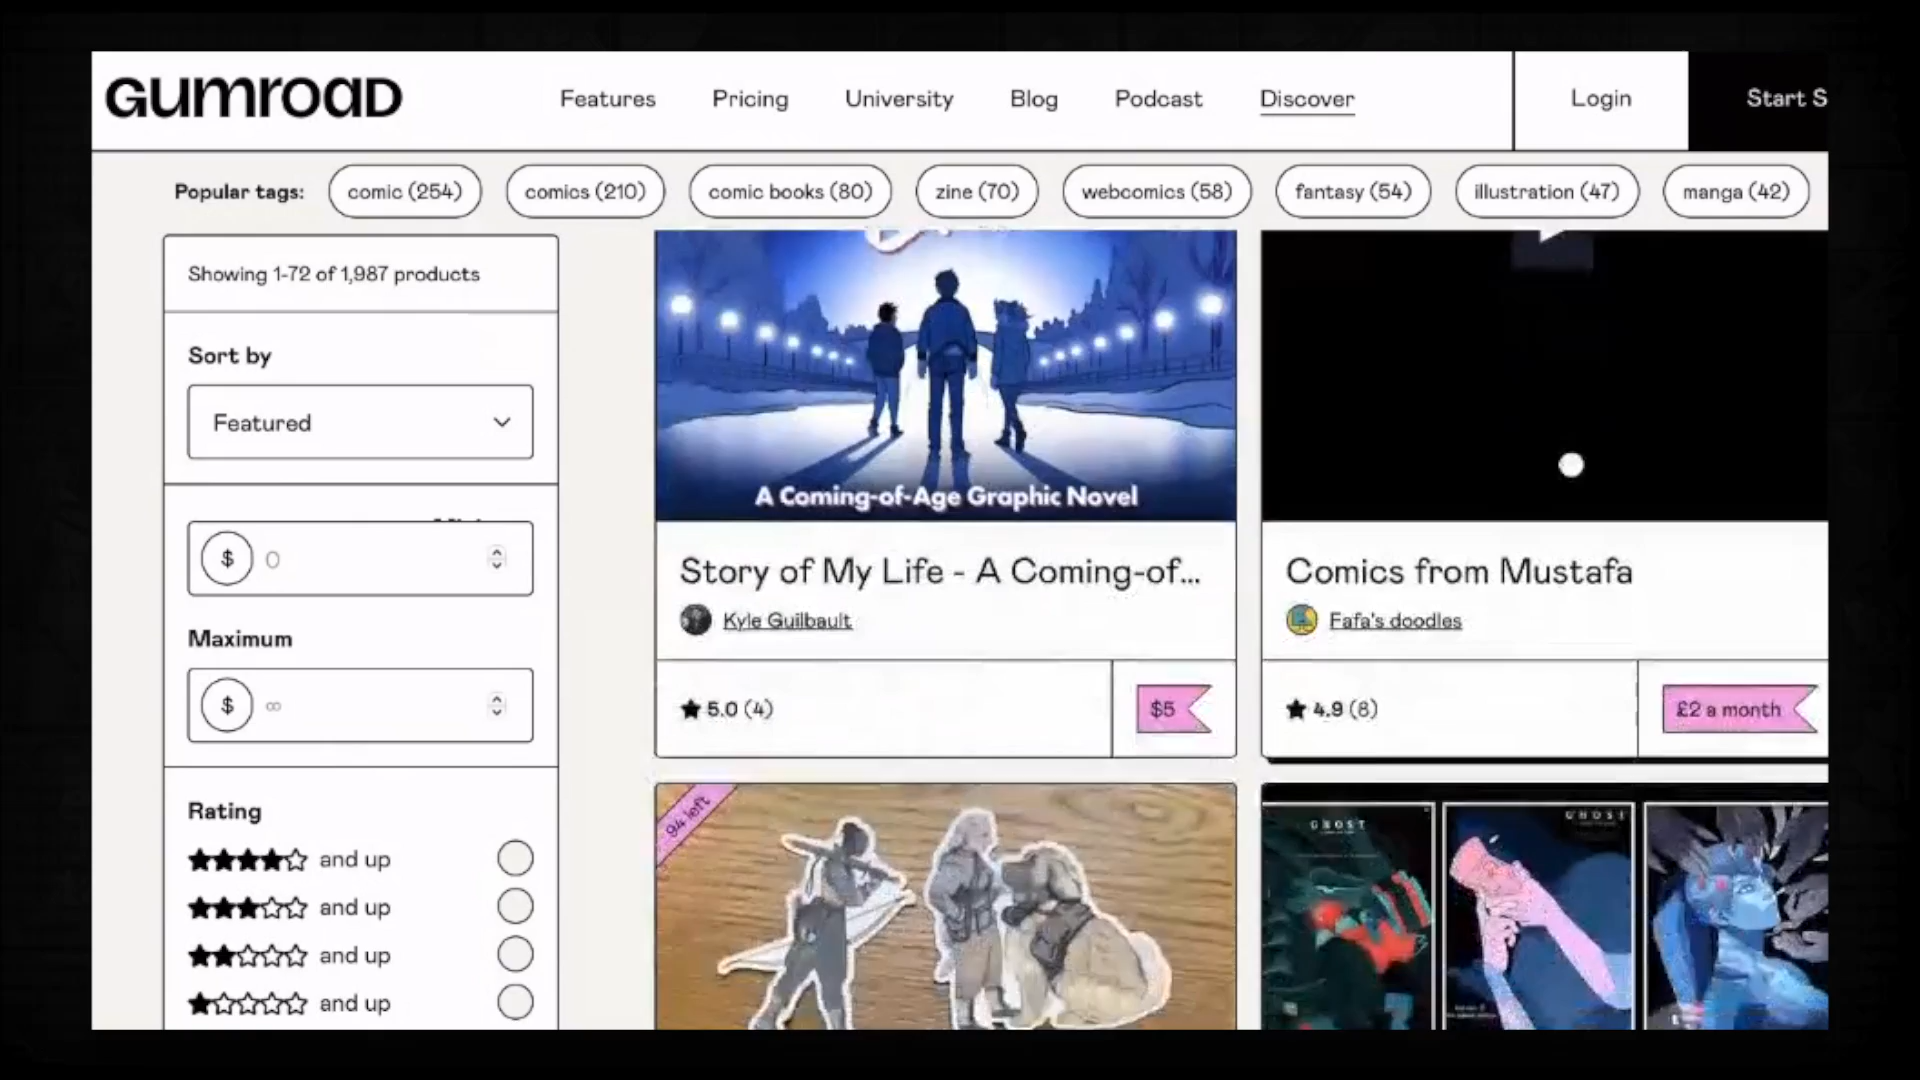 GUMROAD
Features Pricing University Blog Podcast Discover Login Start S
Popular tags: comic (254) comics (210) comic books (80) zine (70) webcomics (58) fantasy (54) illustration (47) manga (42)
Showing 1-72 of 1,987 products
Sort by
Featured
$ 0
Maximum
$ ∞
Rating
and up
and up
and up
and up
A Coming-of-Age Graphic Novel
Story of My Life - A Coming-of...
Kyle Guilbault
5.0 (4)
$5
Comics from Mustafa
Fafa's doodles
4.9 (8)
£2 a month
94 left
GHOST
GHOST